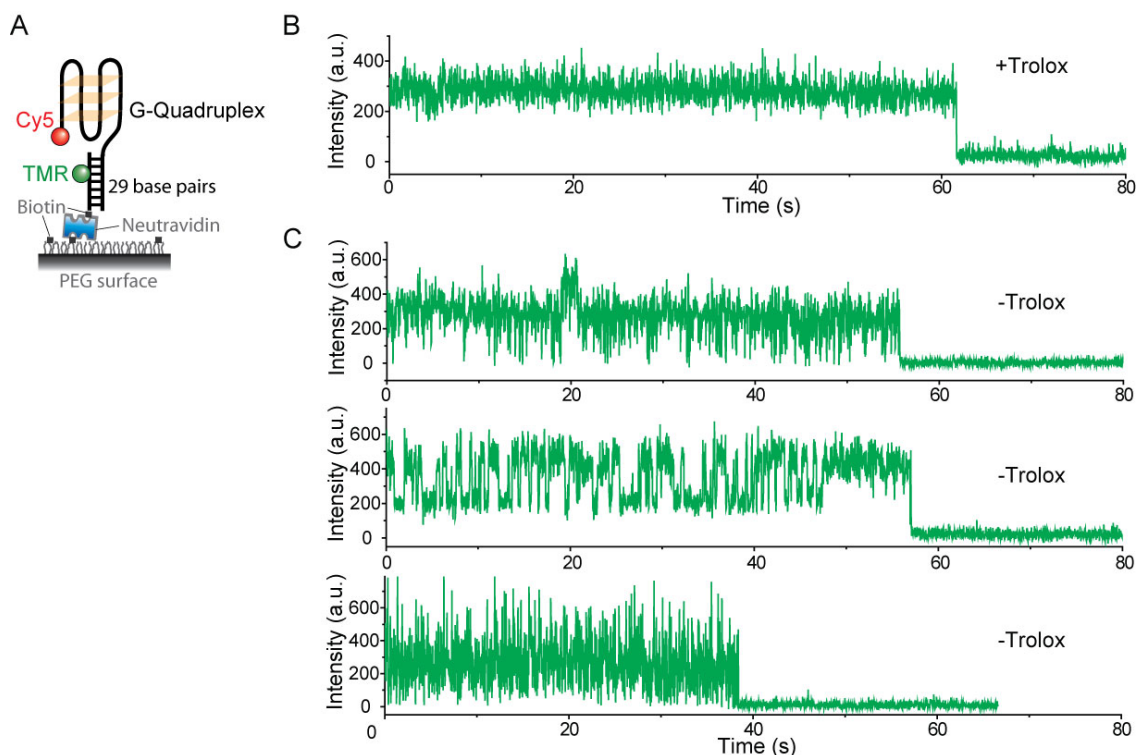 A
Cy5
G-Quadruplex
TMR
29 base pairs
Biotin
Neutravidin
PEG surface
B
Intensity (a.u.)
400
200
0
+Trolox
0 20 40 60 80
Time (s)
C
Intensity (a.u.)
600
400
200
0
-Trolox
0 20 40 60 80
Intensity (a.u.)
600
400
200
0
-Trolox
0 20 40 60 80
Intensity (a.u.)
600
400
200
0
-Trolox
0 20 40 60 80
Time (s)